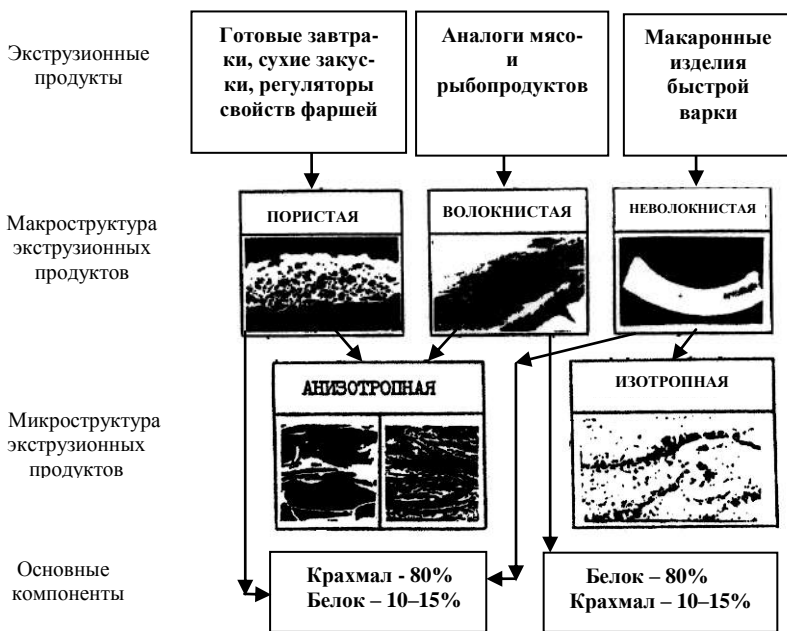 Экструзионные
продукты
Готовые завтра-
ки, сухие закус-
ки, регуляторы
свойств фаршей
Аналоги мясо-
и
рыбопродуктов
Макаронные
изделия
быстрой
варки
Макроструктура
экструзионных
продуктов
ПОРИСТАЯ
ВОЛОКНИСТАЯ
НЕВОЛОКНИСТАЯ
Микроструктура
экструзионных
продуктов
АНИЗОТРОПНАЯ
ИЗОТРОПНАЯ
Основные
компоненты
Крахмал - 80%
Белок – 10–15%
Белок – 80%
Крахмал – 10–15%